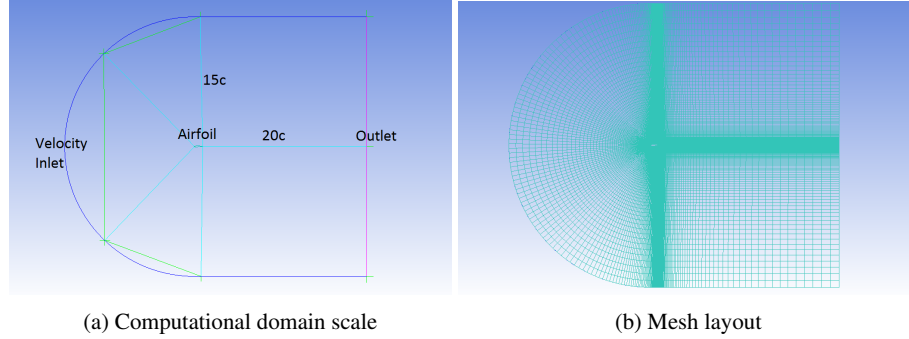 15c
Airfoil
20c
Outlet
Velocity
Inlet
(a) Computational domain scale
(b) Mesh layout